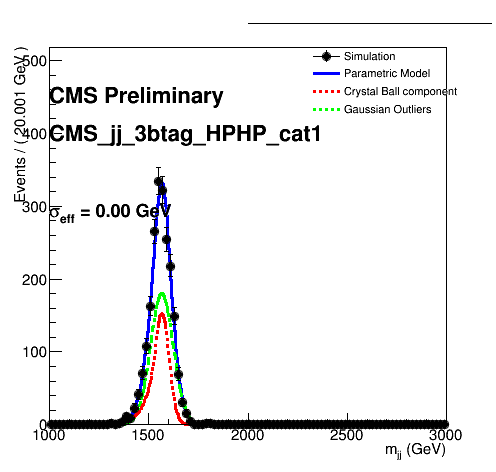 Simulation
Parametric Model
Crystal Ball component
Gaussian Outliers
CMS Preliminary
CMS_jj_3btag_HPHP_cat1
σeff = 0.00 GeV
Events / ( 20.001 GeV )
500
400
300
200
100
0
1000 1500 2000 2500 3000
mjj (GeV)